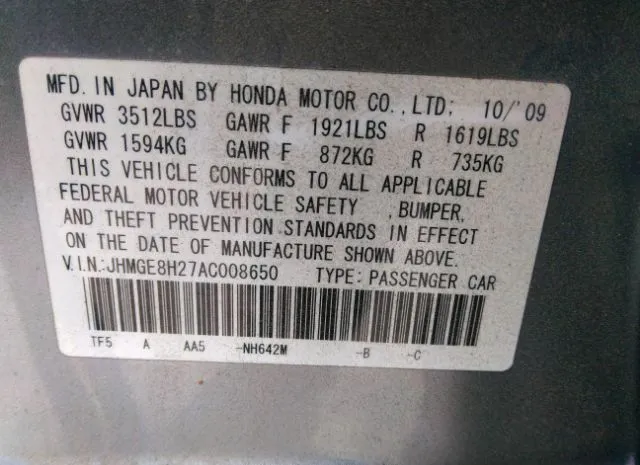 MFD. IN JAPAN BY HONDA MOTOR CO., LTD; 10/'09
GVWR 3512LBS GAWR F 1921LBS R 1619LBS
GVWR 1594KG GAWR F 872KG R 735KG
THIS VEHICLE CONFORMS TO ALL APPLICABLE
FEDERAL MOTOR VEHICLE SAFETY , BUMPER,
AND THEFT PREVENTION STANDARDS IN EFFECT
ON THE DATE OF MANUFACTURE SHOWN ABOVE.
V.I.N.:JHMGE8H27AC008650 TYPE: PASSENGER CAR
TF5 A AA5 -NH642M -B -C